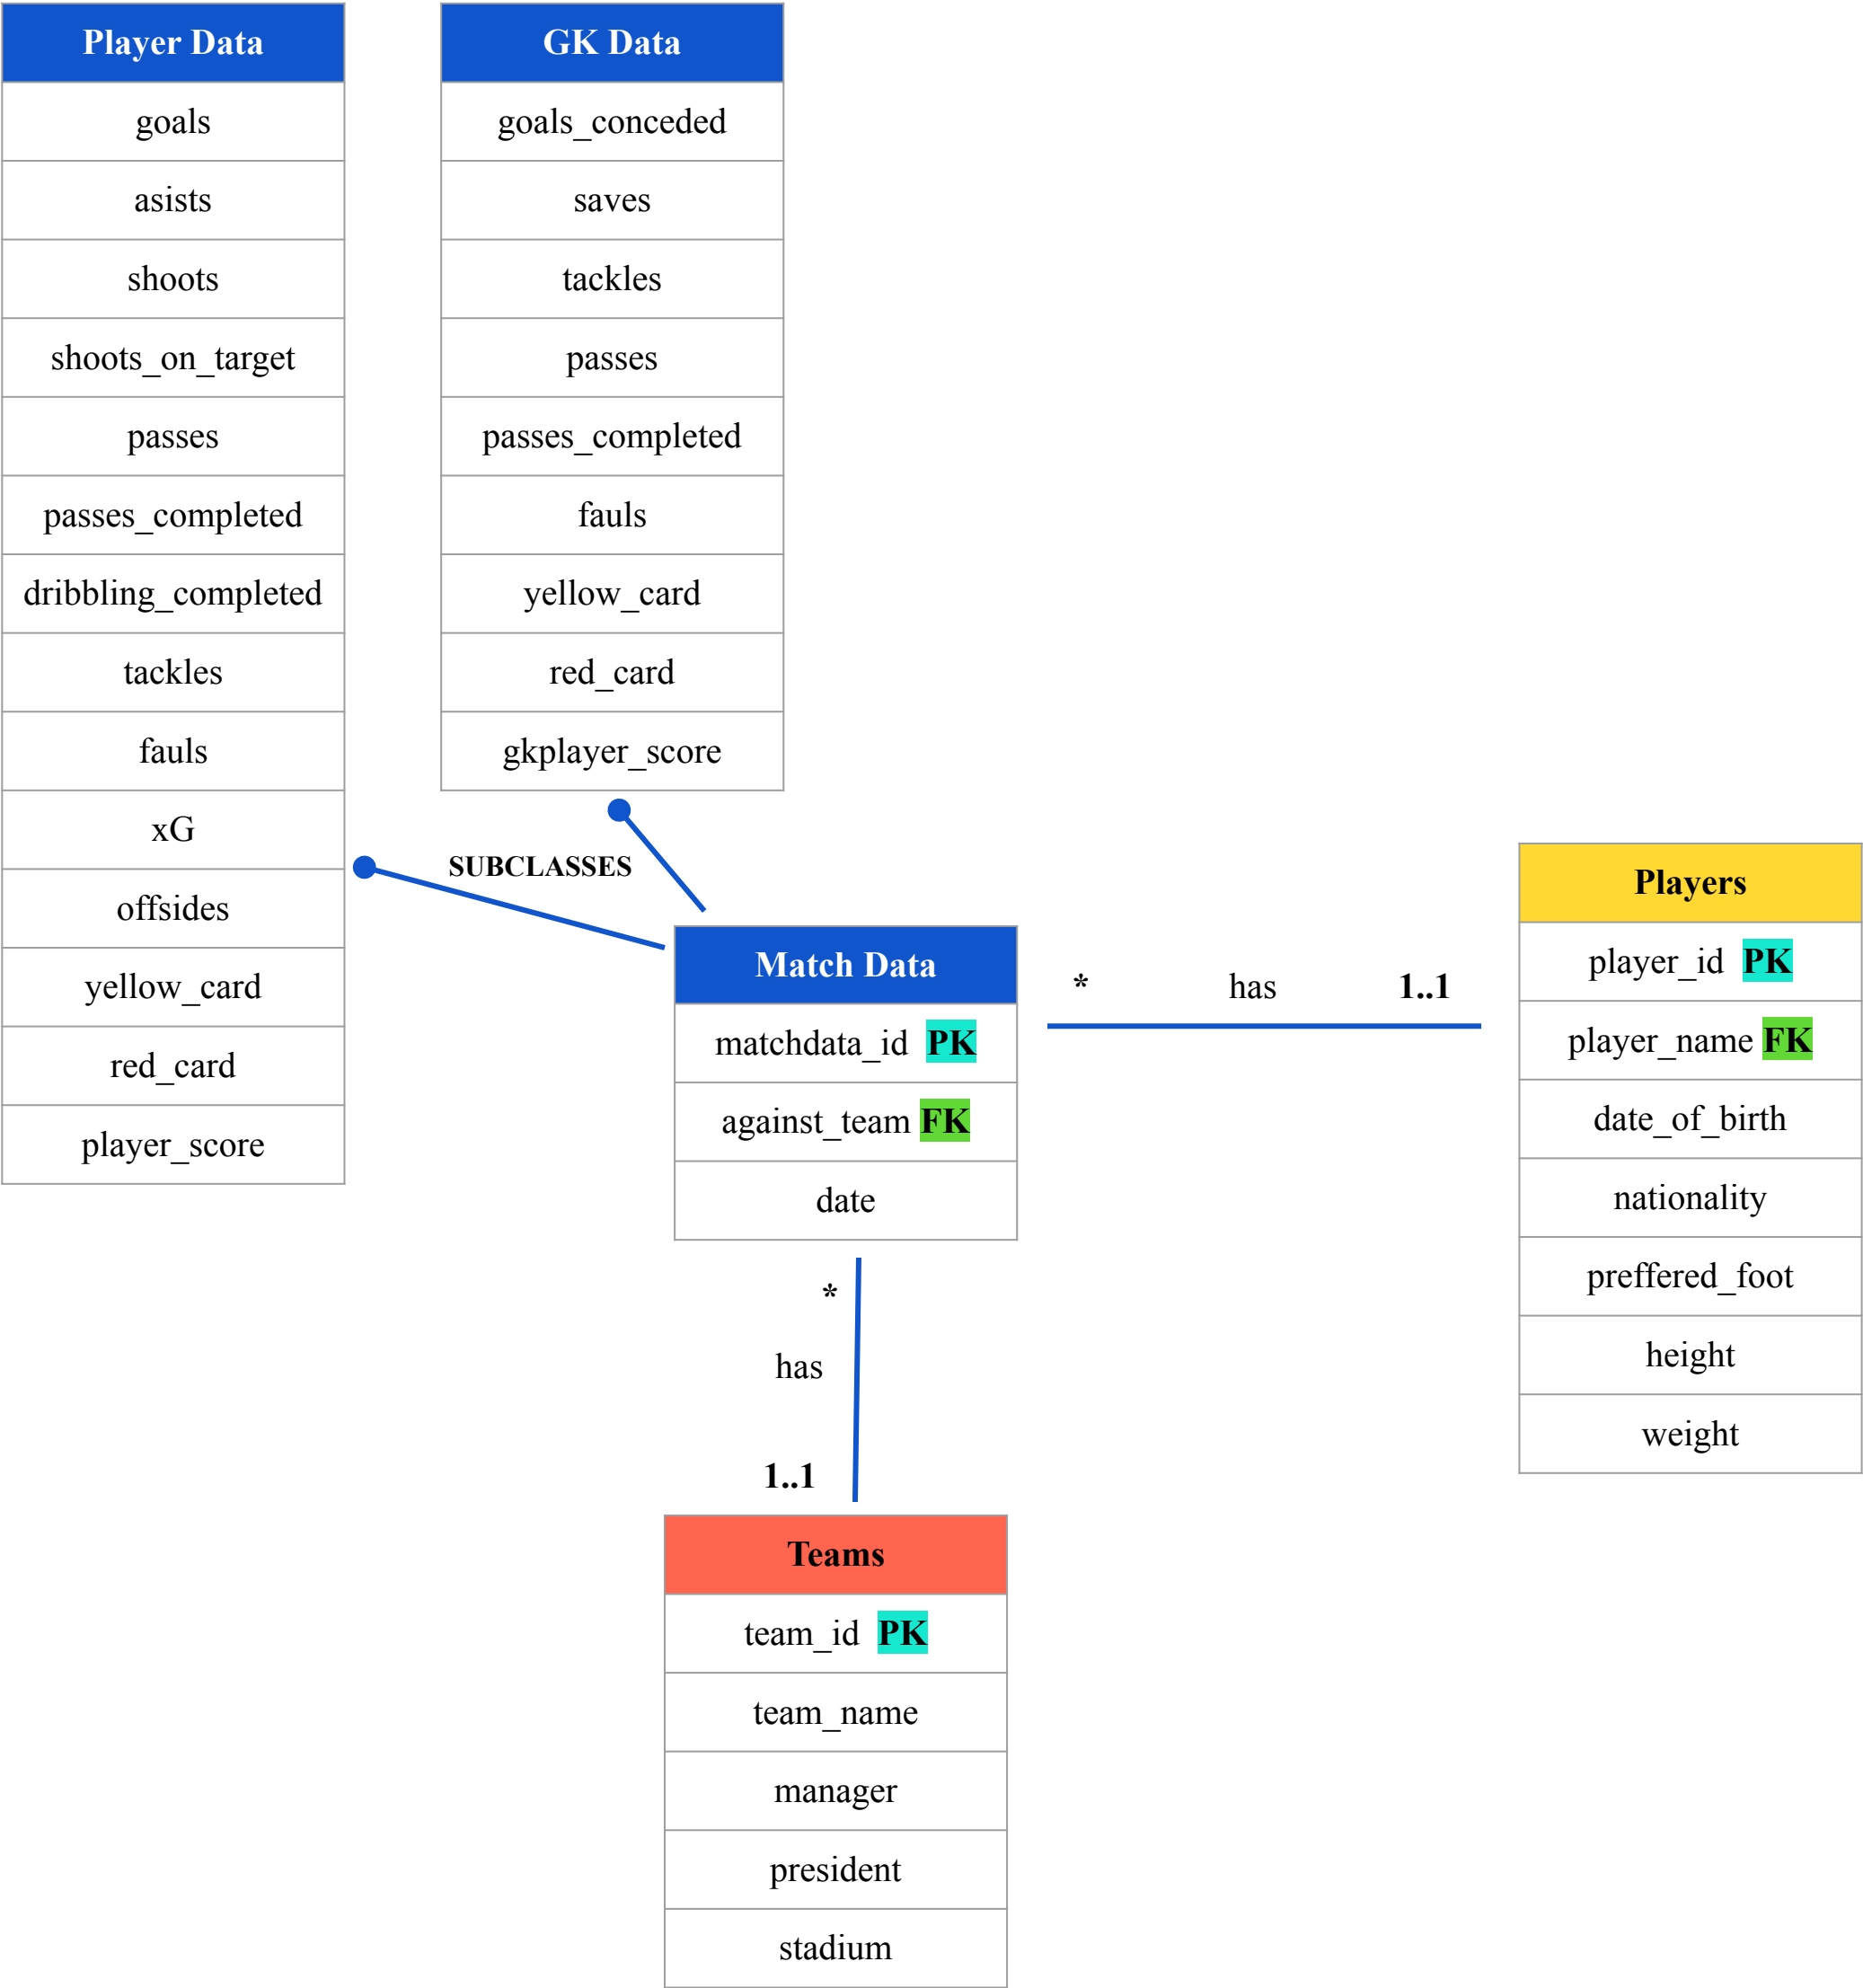 Player Data
goals
asists
shoots
shoots_on_target
passes
passes_completed
dribbling_completed
tackles
fauls
xG
offsides
yellow_card
red_card
player_score
GK Data
goals_conceded
saves
tackles
passes
passes_completed
fauls
yellow_card
red_card
gkplayer_score
SUBCLASSES
Match Data
matchdata_id PK
against_team FK
date
* has 1..1
Players
player_id PK
player_name FK
date_of_birth
nationality
preffered_foot
height
weight
*
has
1..1
Teams
team_id PK
team_name
manager
president
stadium